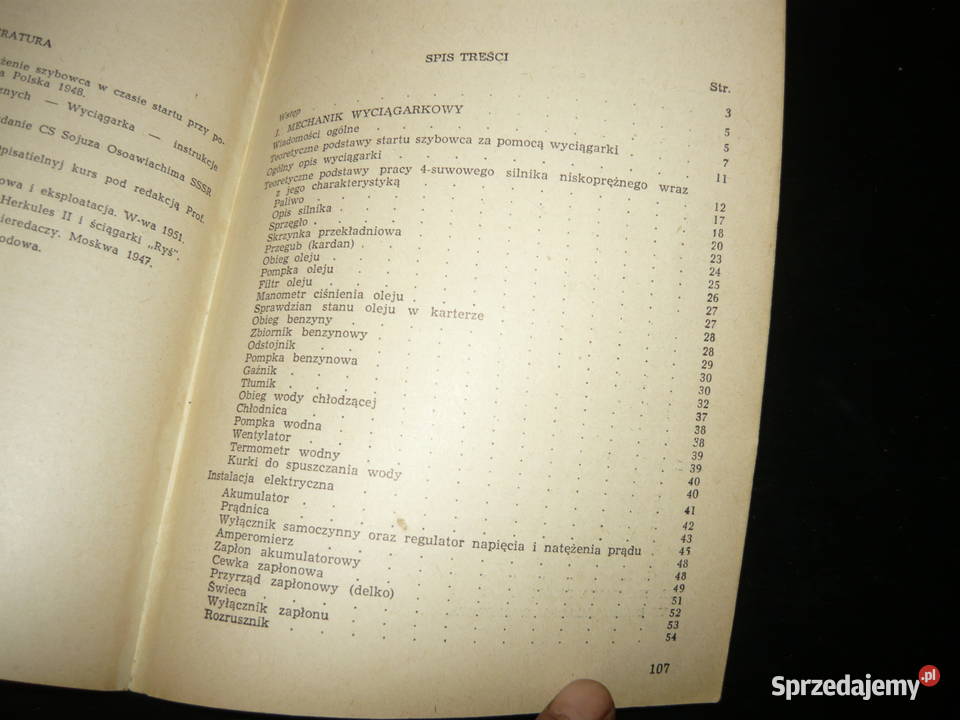 ERATURA
żenie szybowca w czasie startu przy po-
a Polska 1948.
znych — Wyciągarka — instrukcje
danie CS Sojuza Osoawiachima SSSR
pisatielnyj kurs pod redakcją Prof.
owa i eksploatacja. W-wa 1951.
Herkules II i ściągarki „Ryś".
ieredaczy. Moskwa 1947.
odowa.
SPIS TREŚCI
Str.
Wstęp . . . 3
I. MECHANIK WYCIĄGARKOWY
Wiadomości ogólne . . . 5
Teoretyczne podstawy startu szybowca za pomocą wyciągarki . 5
Ogólny opis wyciągarki . . . 7
Teoretyczne podstawy pracy 4-suwowego silnika niskoprężnego wraz 11
z jego charakterystyką . . .
Paliwo . . . 12
Opis silnika . . . 17
Sprzęgło . . . 18
Skrzynka przekładniowa . . . 20
Przegub (kardan) . . . 23
Obieg oleju . . . 24
Pompka oleju . . . 25
Filtr oleju . . . 26
Manometr ciśnienia oleju . . . 27
Sprawdzian stanu oleju w karterze . . . 27
Obieg benzyny . . . 28
Zbiornik benzynowy . . . 28
Odstojnik . . . 29
Pompka benzynowa . . . 30
Gaźnik . . . 30
Tłumik . . . 32
Obieg wody chłodzącej . . . 37
Chłodnica . . . 38
Pompka wodna . . . 38
Wentylator . . . 39
Termometr wodny . . . 39
Kurki do spuszczania wody . . . 40
Instalacja elektryczna . . . 40
Akumulator . . . 41
Prądnica . . . 42
Wyłącznik samoczynny oraz regulator napięcia i natężenia prądu . 43
Amperomierz . . . 45
Zapłon akumulatorowy . . . 48
Cewka zapłonowa . . . 48
Przyrząd zapłonowy (delko) . . . 49
Świeca . . . 51
Wyłącznik zapłonu . . . 52
Rozrusznik . . . 53
54
107
Sprzedajemy.pl